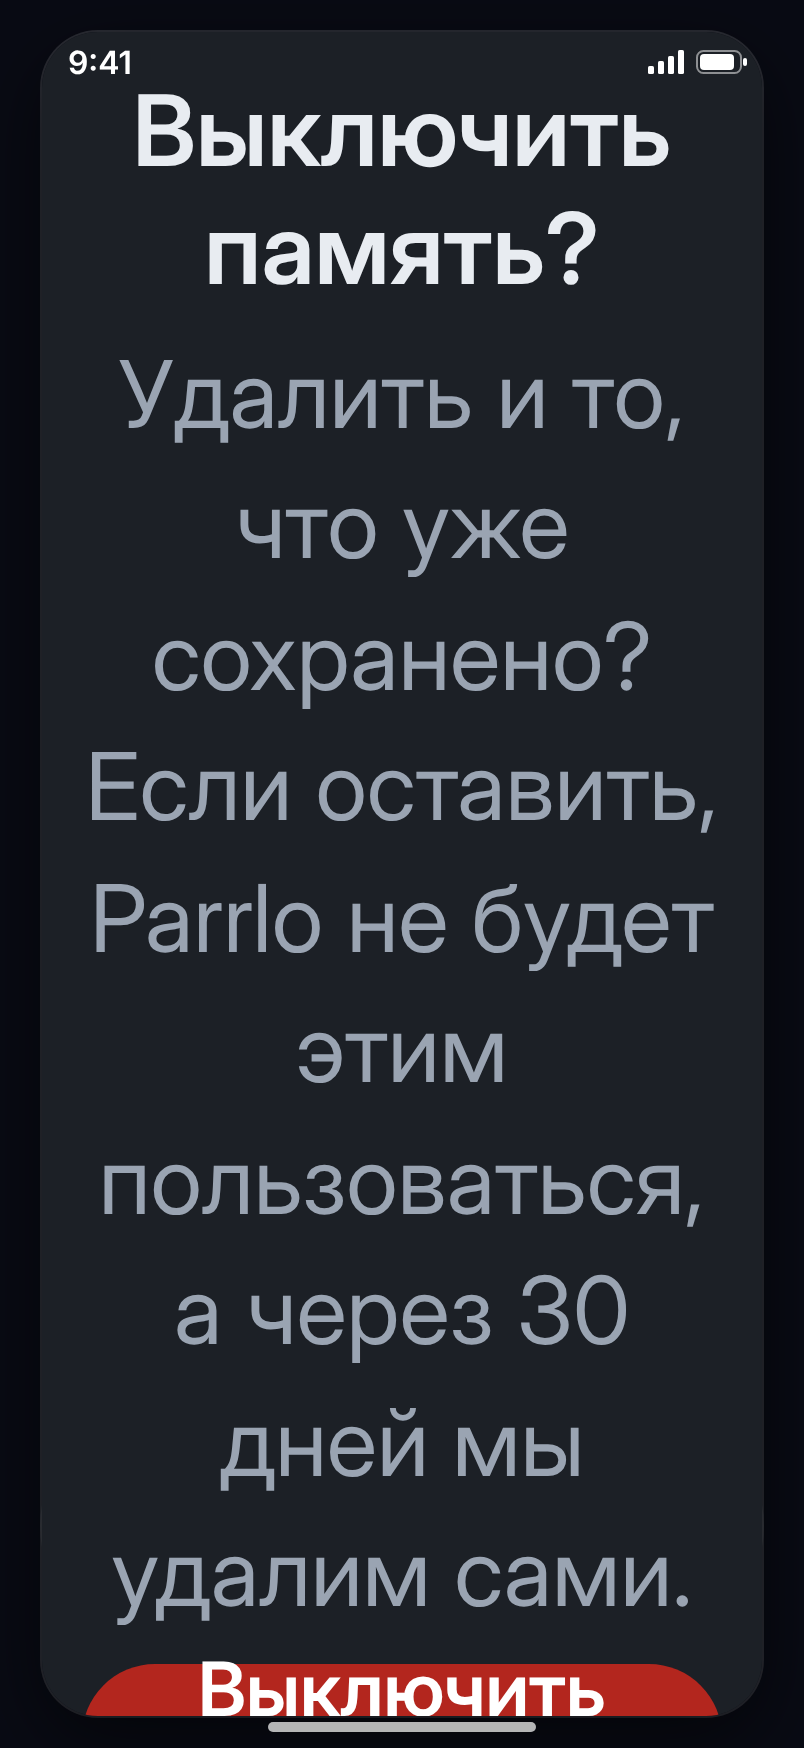 9:41
Выключить
память?
Удалить и то,
что уже
сохранено?
Если оставить,
Parrlo не будет
этим
пользоваться,
а через 30
дней мы
удалим сами.
Выключить